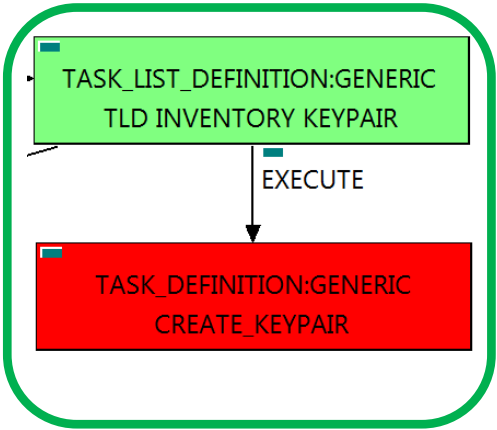 TASK_LIST_DEFINITION:GENERIC
TLD INVENTORY KEYPAIR
EXECUTE
TASK_DEFINITION:GENERIC
CREATE_KEYPAIR